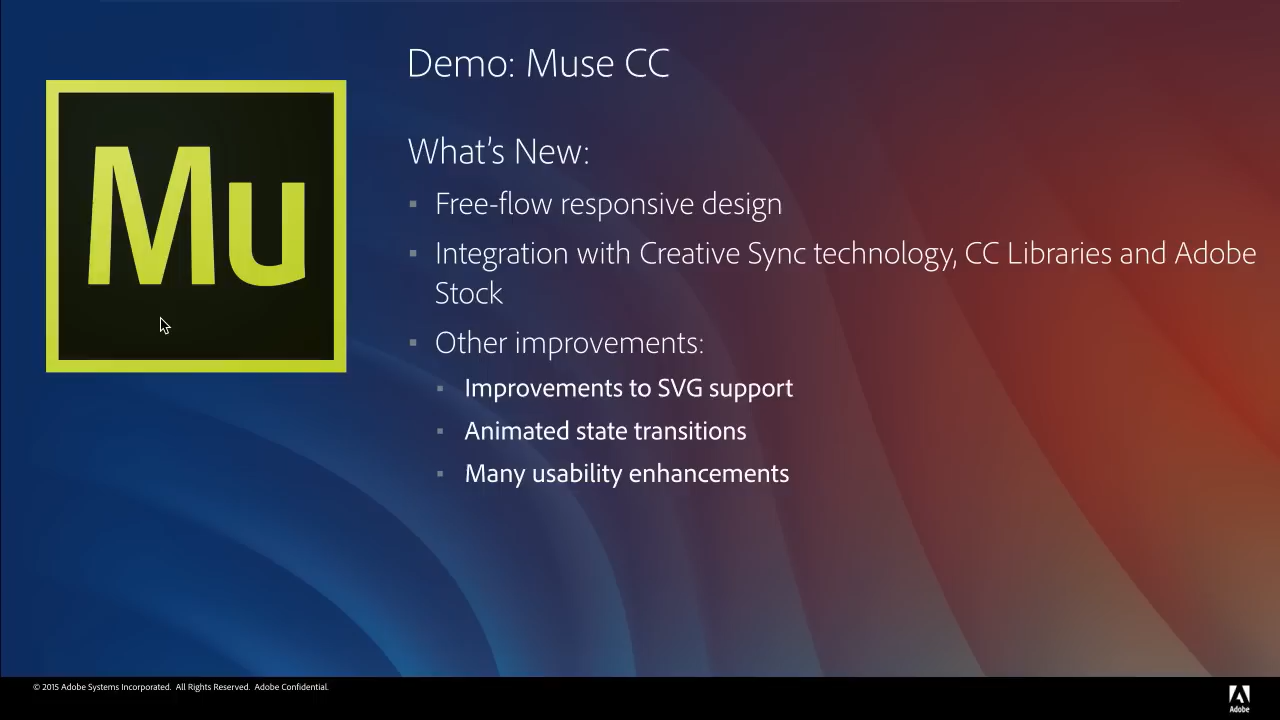 Demo: Muse CC
Mu
What’s New:
Free-flow responsive design
Integration with Creative Sync technology, CC Libraries and Adobe
Stock
Other improvements:
Improvements to SVG support
Animated state transitions
Many usability enhancements
© 2015 Adobe Systems Incorporated. All Rights Reserved. Adobe Confidential.
Adobe